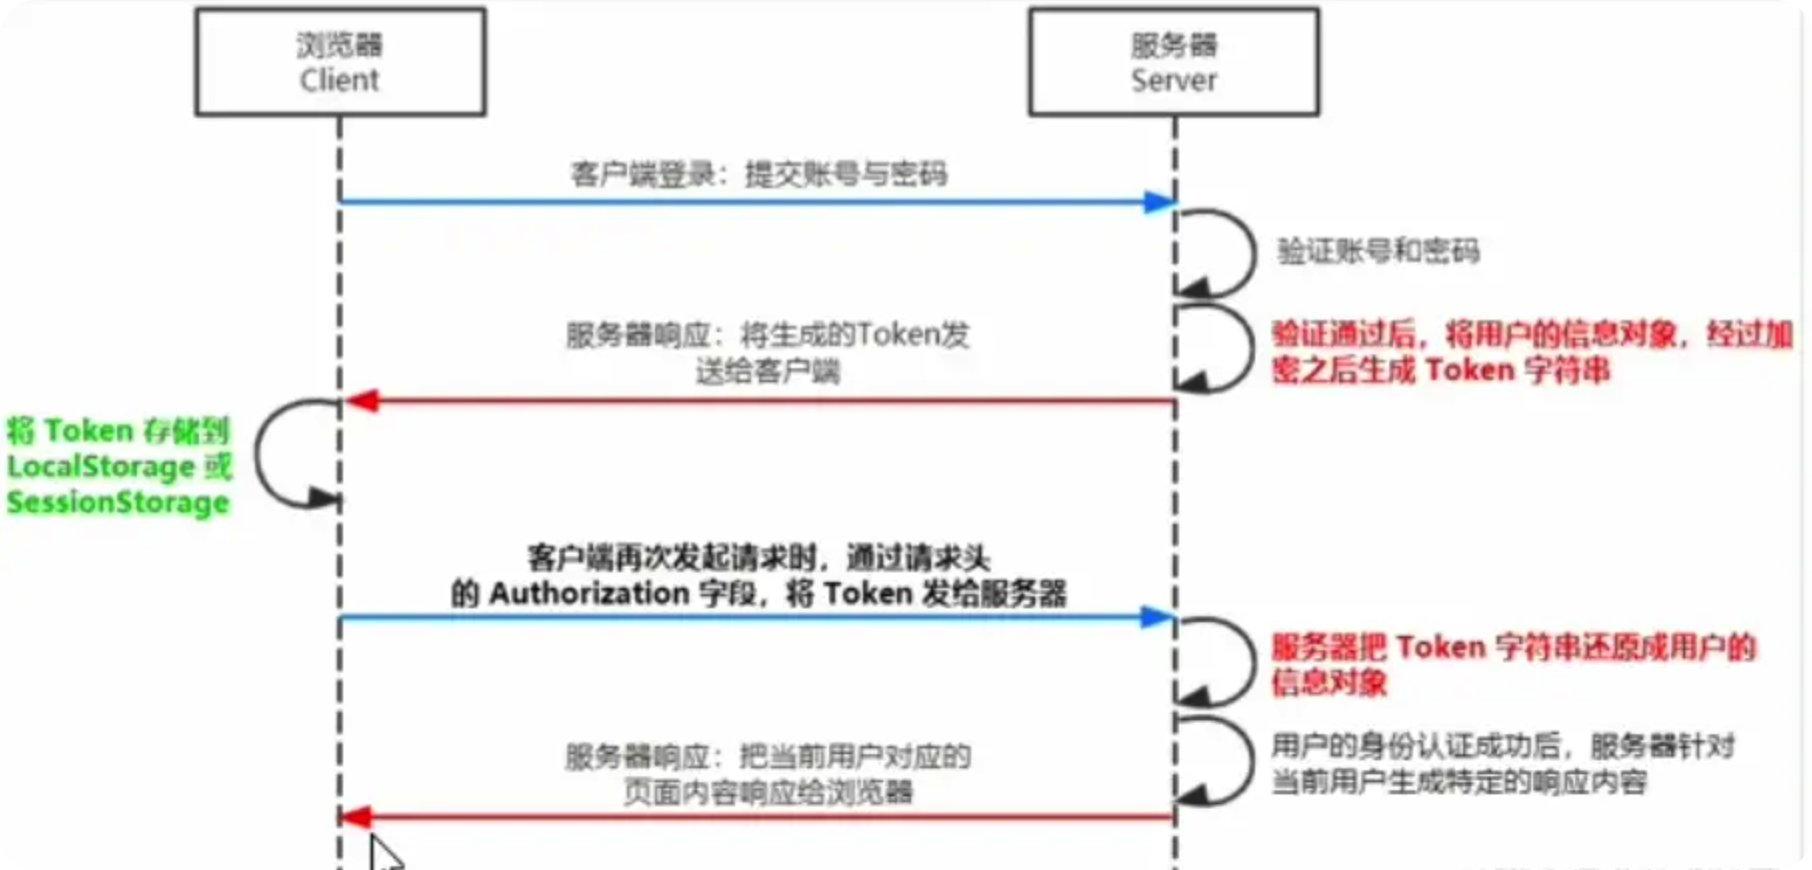 浏览器
Client
服务器
Server
客户端登录：提交账号与密码
验证账号和密码
服务器响应：将生成的Token发
送给客户端
验证通过后，将用户的信息对象，经过加
密之后生成 Token 字符串
将 Token 存储到
LocalStorage 或
SessionStorage
客户端再次发起请求时，通过请求头
的 Authorization 字段，将 Token 发给服务器
服务器把 Token 字符串还原成用户的
信息对象
用户的身份认证成功后，服务器针对
当前用户生成特定的响应内容
服务器响应：把当前用户对应的
页面内容响应给浏览器